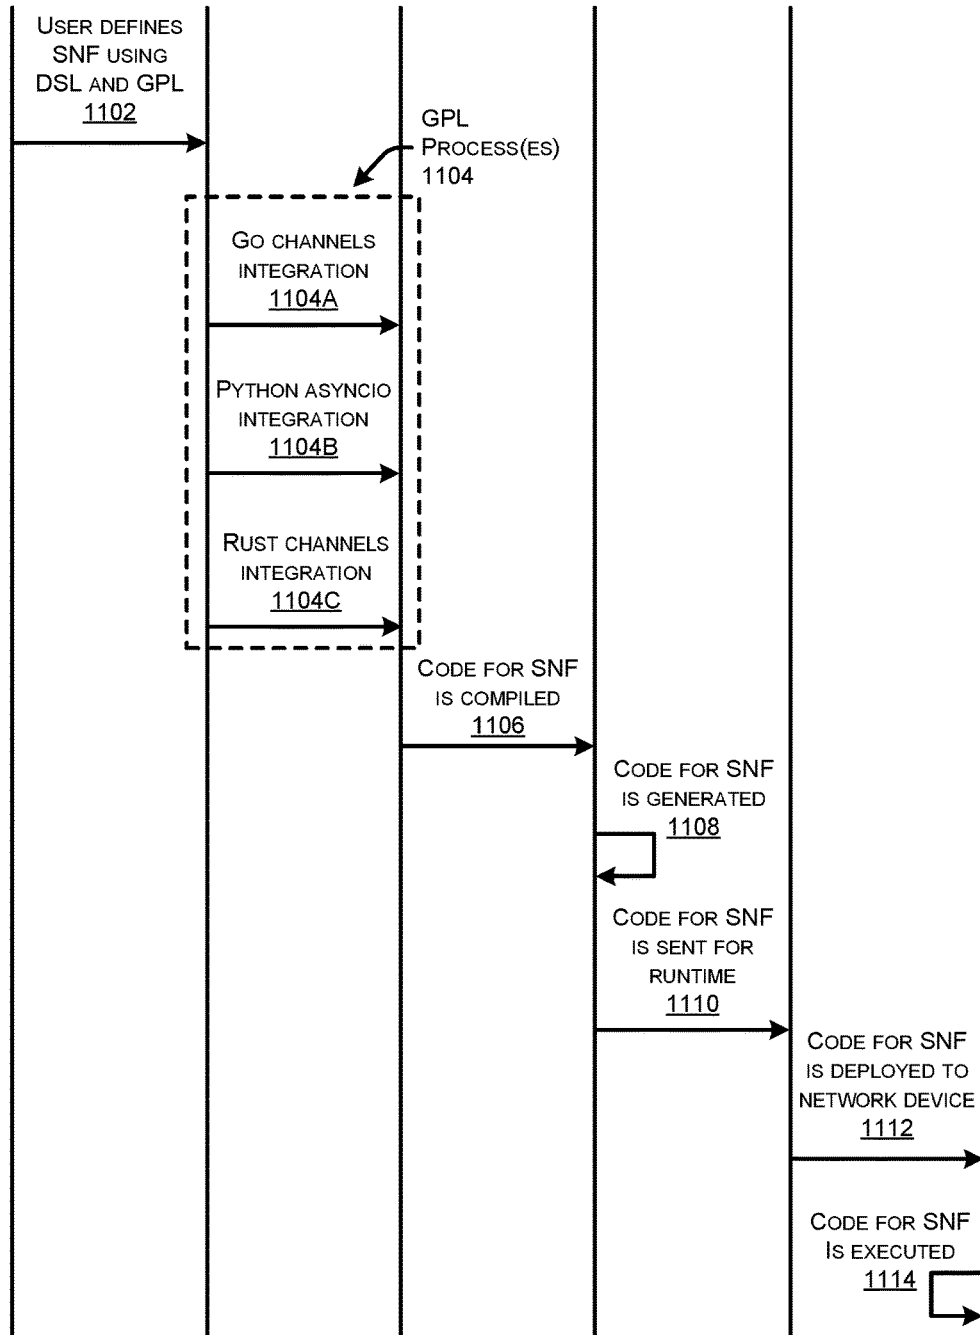 USER DEFINES
SNF USING
DSL AND GPL
1102
GPL
PROCESS(ES)
1104
GO CHANNELS
INTEGRATION
1104A
PYTHON ASYNCIO
INTEGRATION
1104B
RUST CHANNELS
INTEGRATION
1104C
CODE FOR SNF
IS COMPILED
1106
CODE FOR SNF
IS GENERATED
1108
CODE FOR SNF
IS SENT FOR
RUNTIME
1110
CODE FOR SNF
IS DEPLOYED TO
NETWORK DEVICE
1112
CODE FOR SNF
IS EXECUTED
1114